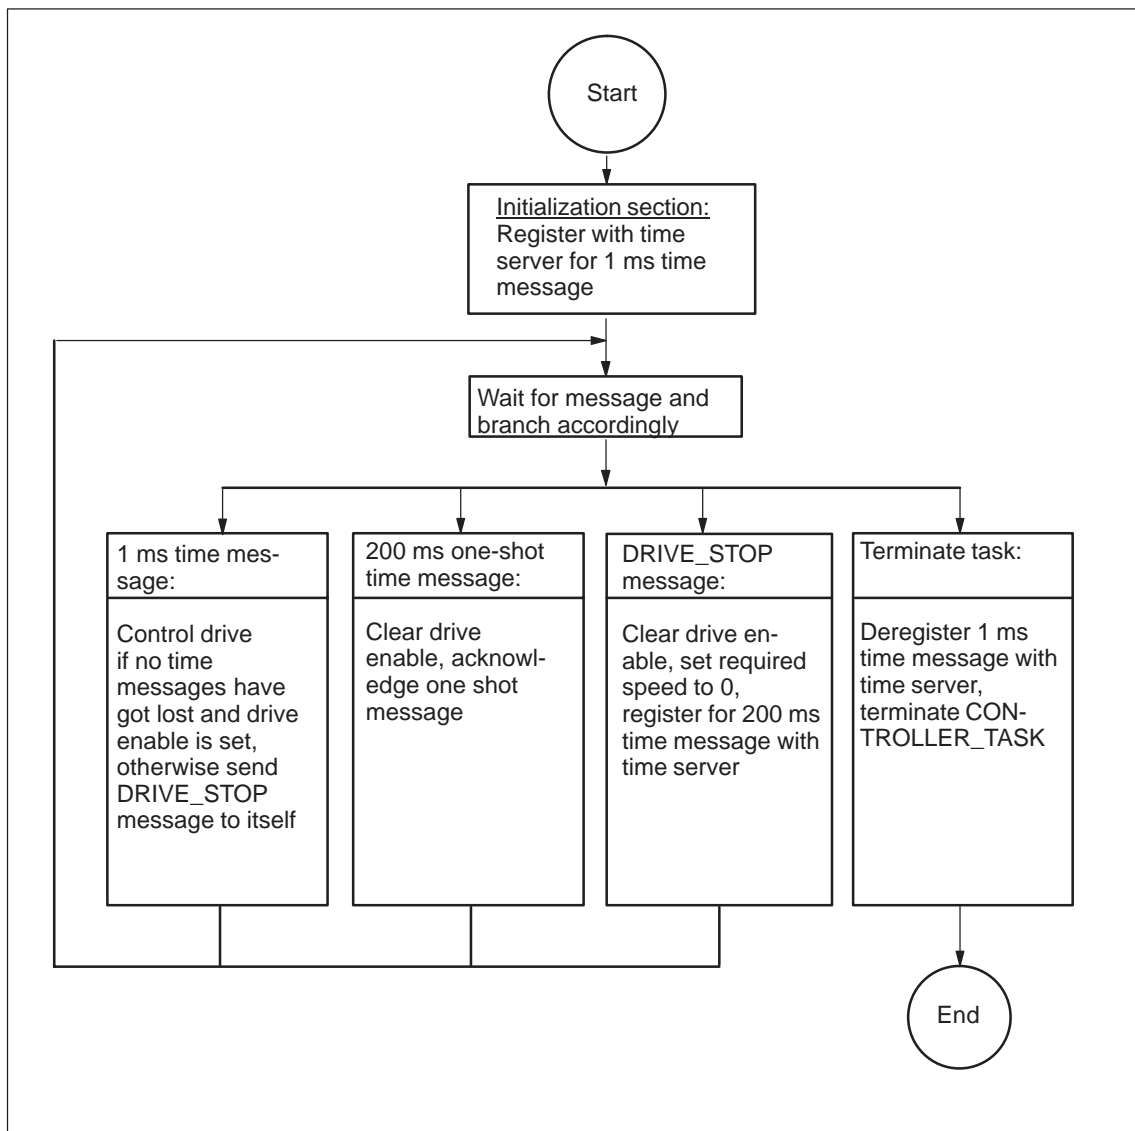 Start
Initialization section:
Register with time
server for 1 ms time
message
Wait for message and
branch accordingly
1 ms time mes-
sage:
Control drive
if no time
messages have
got lost and drive
enable is set,
otherwise send
DRIVE_STOP
message to itself
200 ms one-shot
time message:
Clear drive
enable, acknowl-
edge one shot
message
DRIVE_STOP
message:
Clear drive en-
able, set required
speed to 0,
register for 200 ms
time message with
time server
Terminate task:
Deregister 1 ms
time message with
time server,
terminate CON-
TROLLER_TASK
End